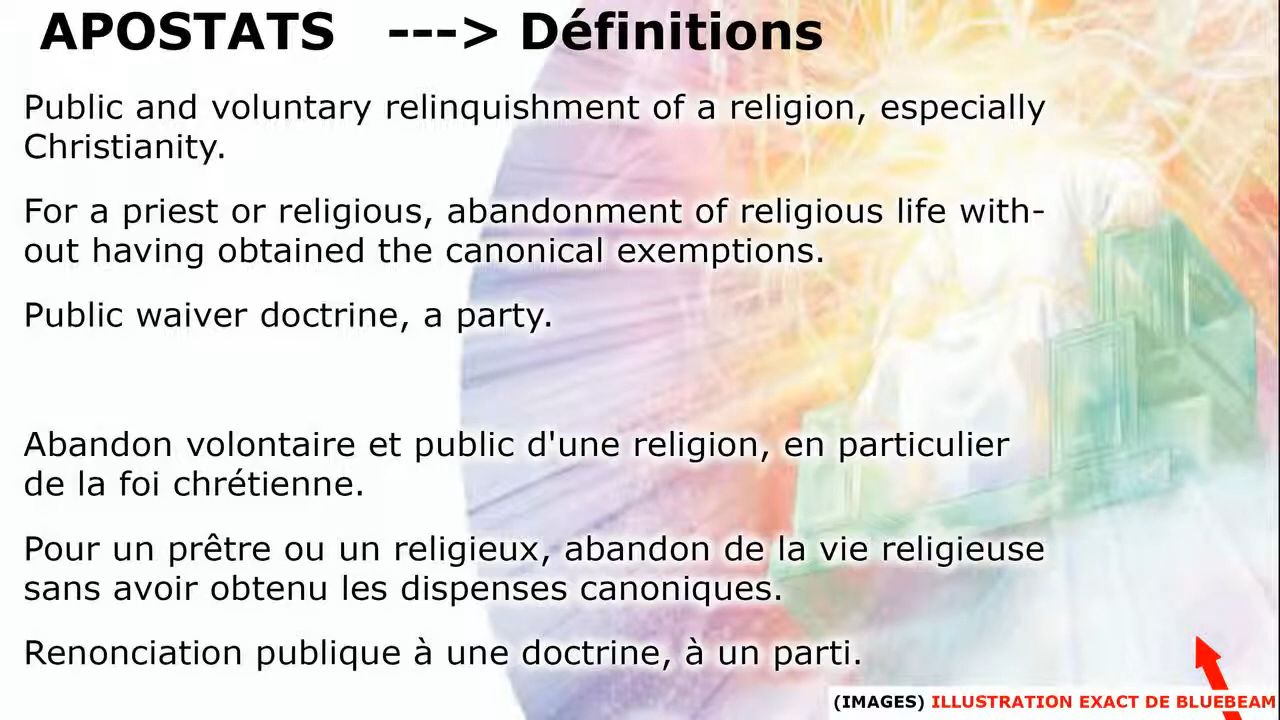 APOSTATS ---> Définitions
Public and voluntary relinquishment of a religion, especially
Christianity.
For a priest or religious, abandonment of religious life with-
out having obtained the canonical exemptions.
Public waiver doctrine, a party.
Abandon volontaire et public d'une religion, en particulier
de la foi chrétienne.
Pour un prêtre ou un religieux, abandon de la vie religieuse
sans avoir obtenu les dispenses canoniques.
Renonciation publique à une doctrine, à un parti.
(IMAGES) ILLUSTRATION EXACT DE BLUEBEAM